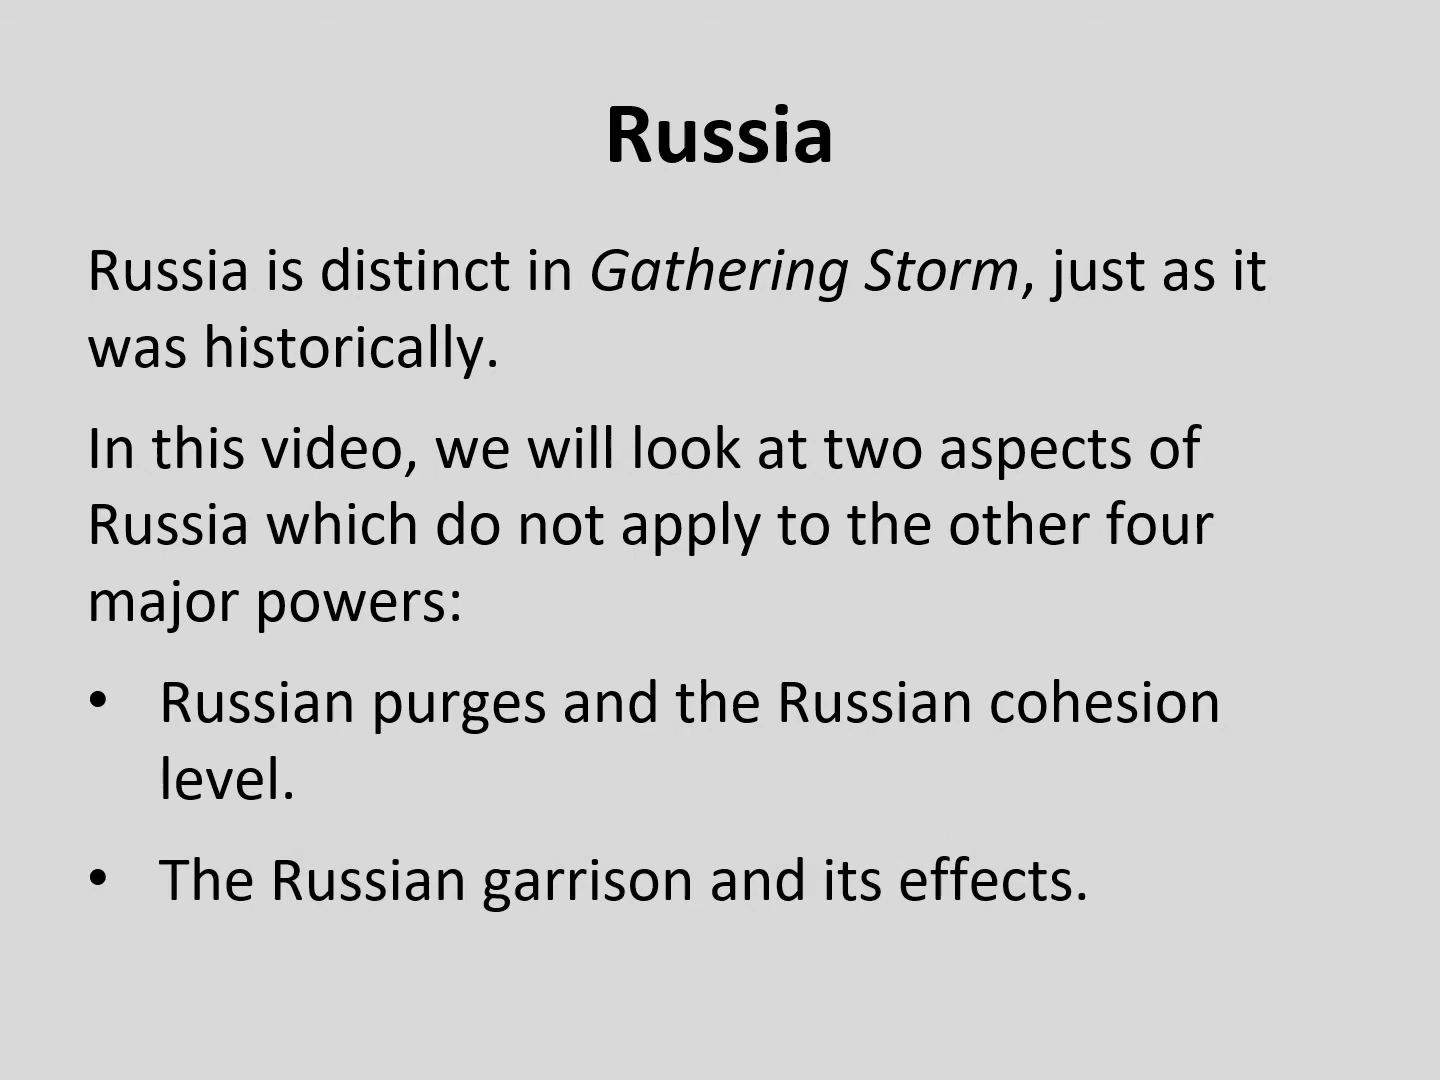 Russia
Russia is distinct in Gathering Storm, just as it
was historically.
In this video, we will look at two aspects of
Russia which do not apply to the other four
major powers:
• Russian purges and the Russian cohesion
level.
• The Russian garrison and its effects.